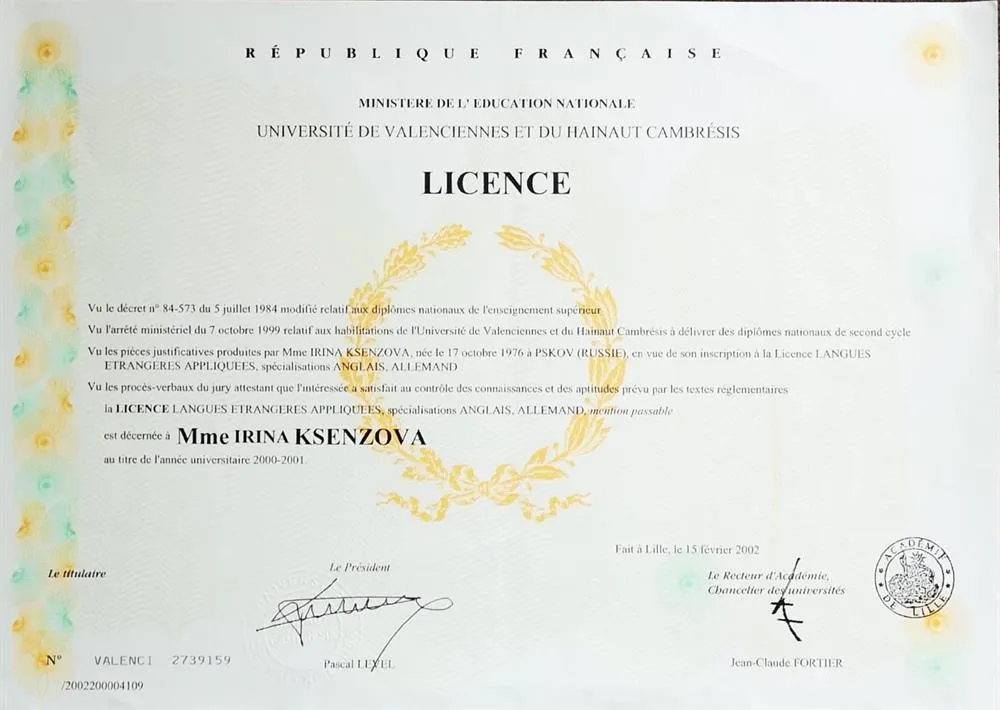 RÉPUBLIQUE FRANÇAISE
MINISTERE DE L' EDUCATION NATIONALE
UNIVERSITÉ DE VALENCIENNES ET DU HAINAUT CAMBRÉSIS
LICENCE
Vu le décret n° 84-573 du 5 juillet 1984 modifié relatif aux diplômes nationaux de l'enseignement supérieur
Vu l'arrêté ministériel du 7 octobre 1999 relatif aux habilitations de l'Université de Valenciennes et du Hainaut Cambrésis à délivrer des diplômes nationaux de second cycle
Vu les pièces justificatives produites par Mme IRINA KSENZOVA, née le 17 octobre 1976 à PSKOV (RUSSIE), en vue de son inscription à la Licence LANGUES
ETRANGERES APPLIQUEES, spécialisations ANGLAIS, ALLEMAND
Vu les procès-verbaux du jury attestant que l'intéressée a satisfait au contrôle des connaissances et des aptitudes prévu par les textes réglementaires
la LICENCE LANGUES ETRANGERES APPLIQUEES, spécialisations ANGLAIS, ALLEMAND, mention passable
est décernée à Mme IRINA KSENZOVA
au titre de l'année universitaire 2000-2001.
Fait à Lille, le 15 février 2002
Le titulaire
Le Président
Le Recteur d'Académie,
Chancelier des universités
ACADÉMIE DE LILLE
Pascal LEVEL
Jean-Claude FORTIER
N° VALENCI 2739159
/2002200004109